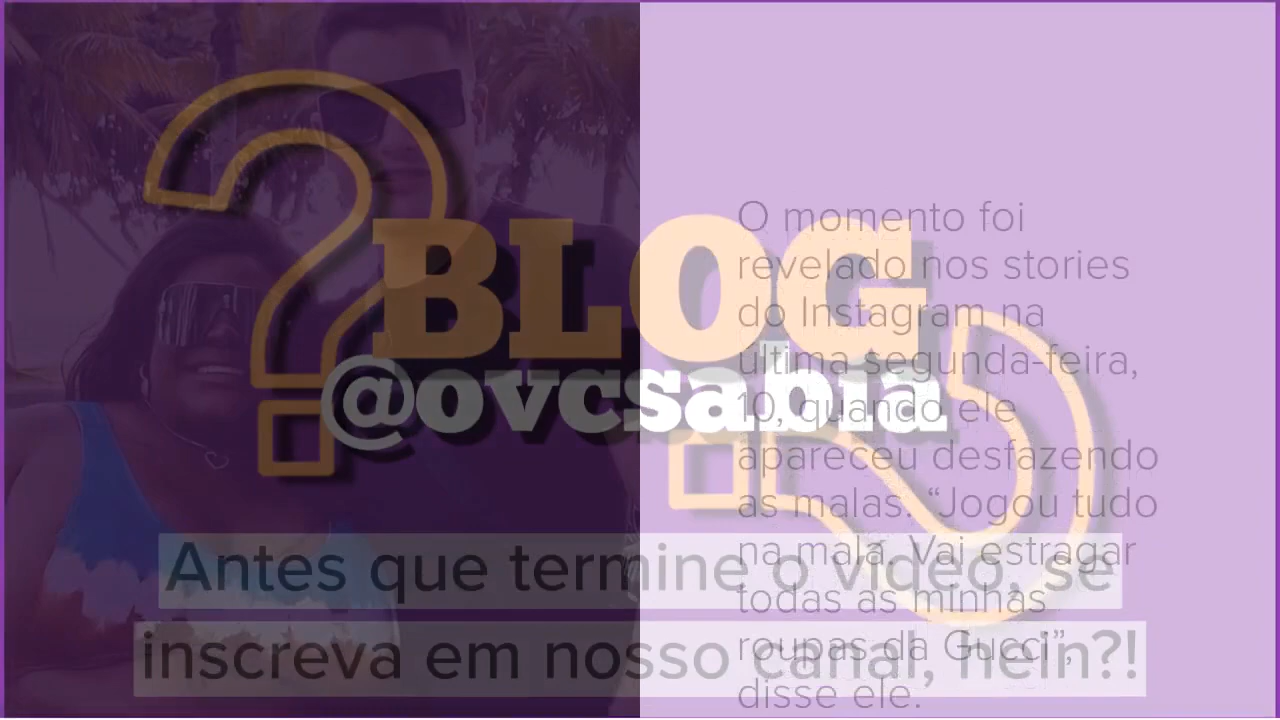 BLOG
@ovcsabia
O momento foi
revelado nos stories
do Instagram na
última segunda-feira,
10, quando ele
apareceu desfazendo
as malas. “Jogou tudo
na mala. Vai estragar
todas as minhas
roupas da Gucci”,
disse ele.
Antes que termine o vídeo, se
inscreva em nosso canal, hein?!